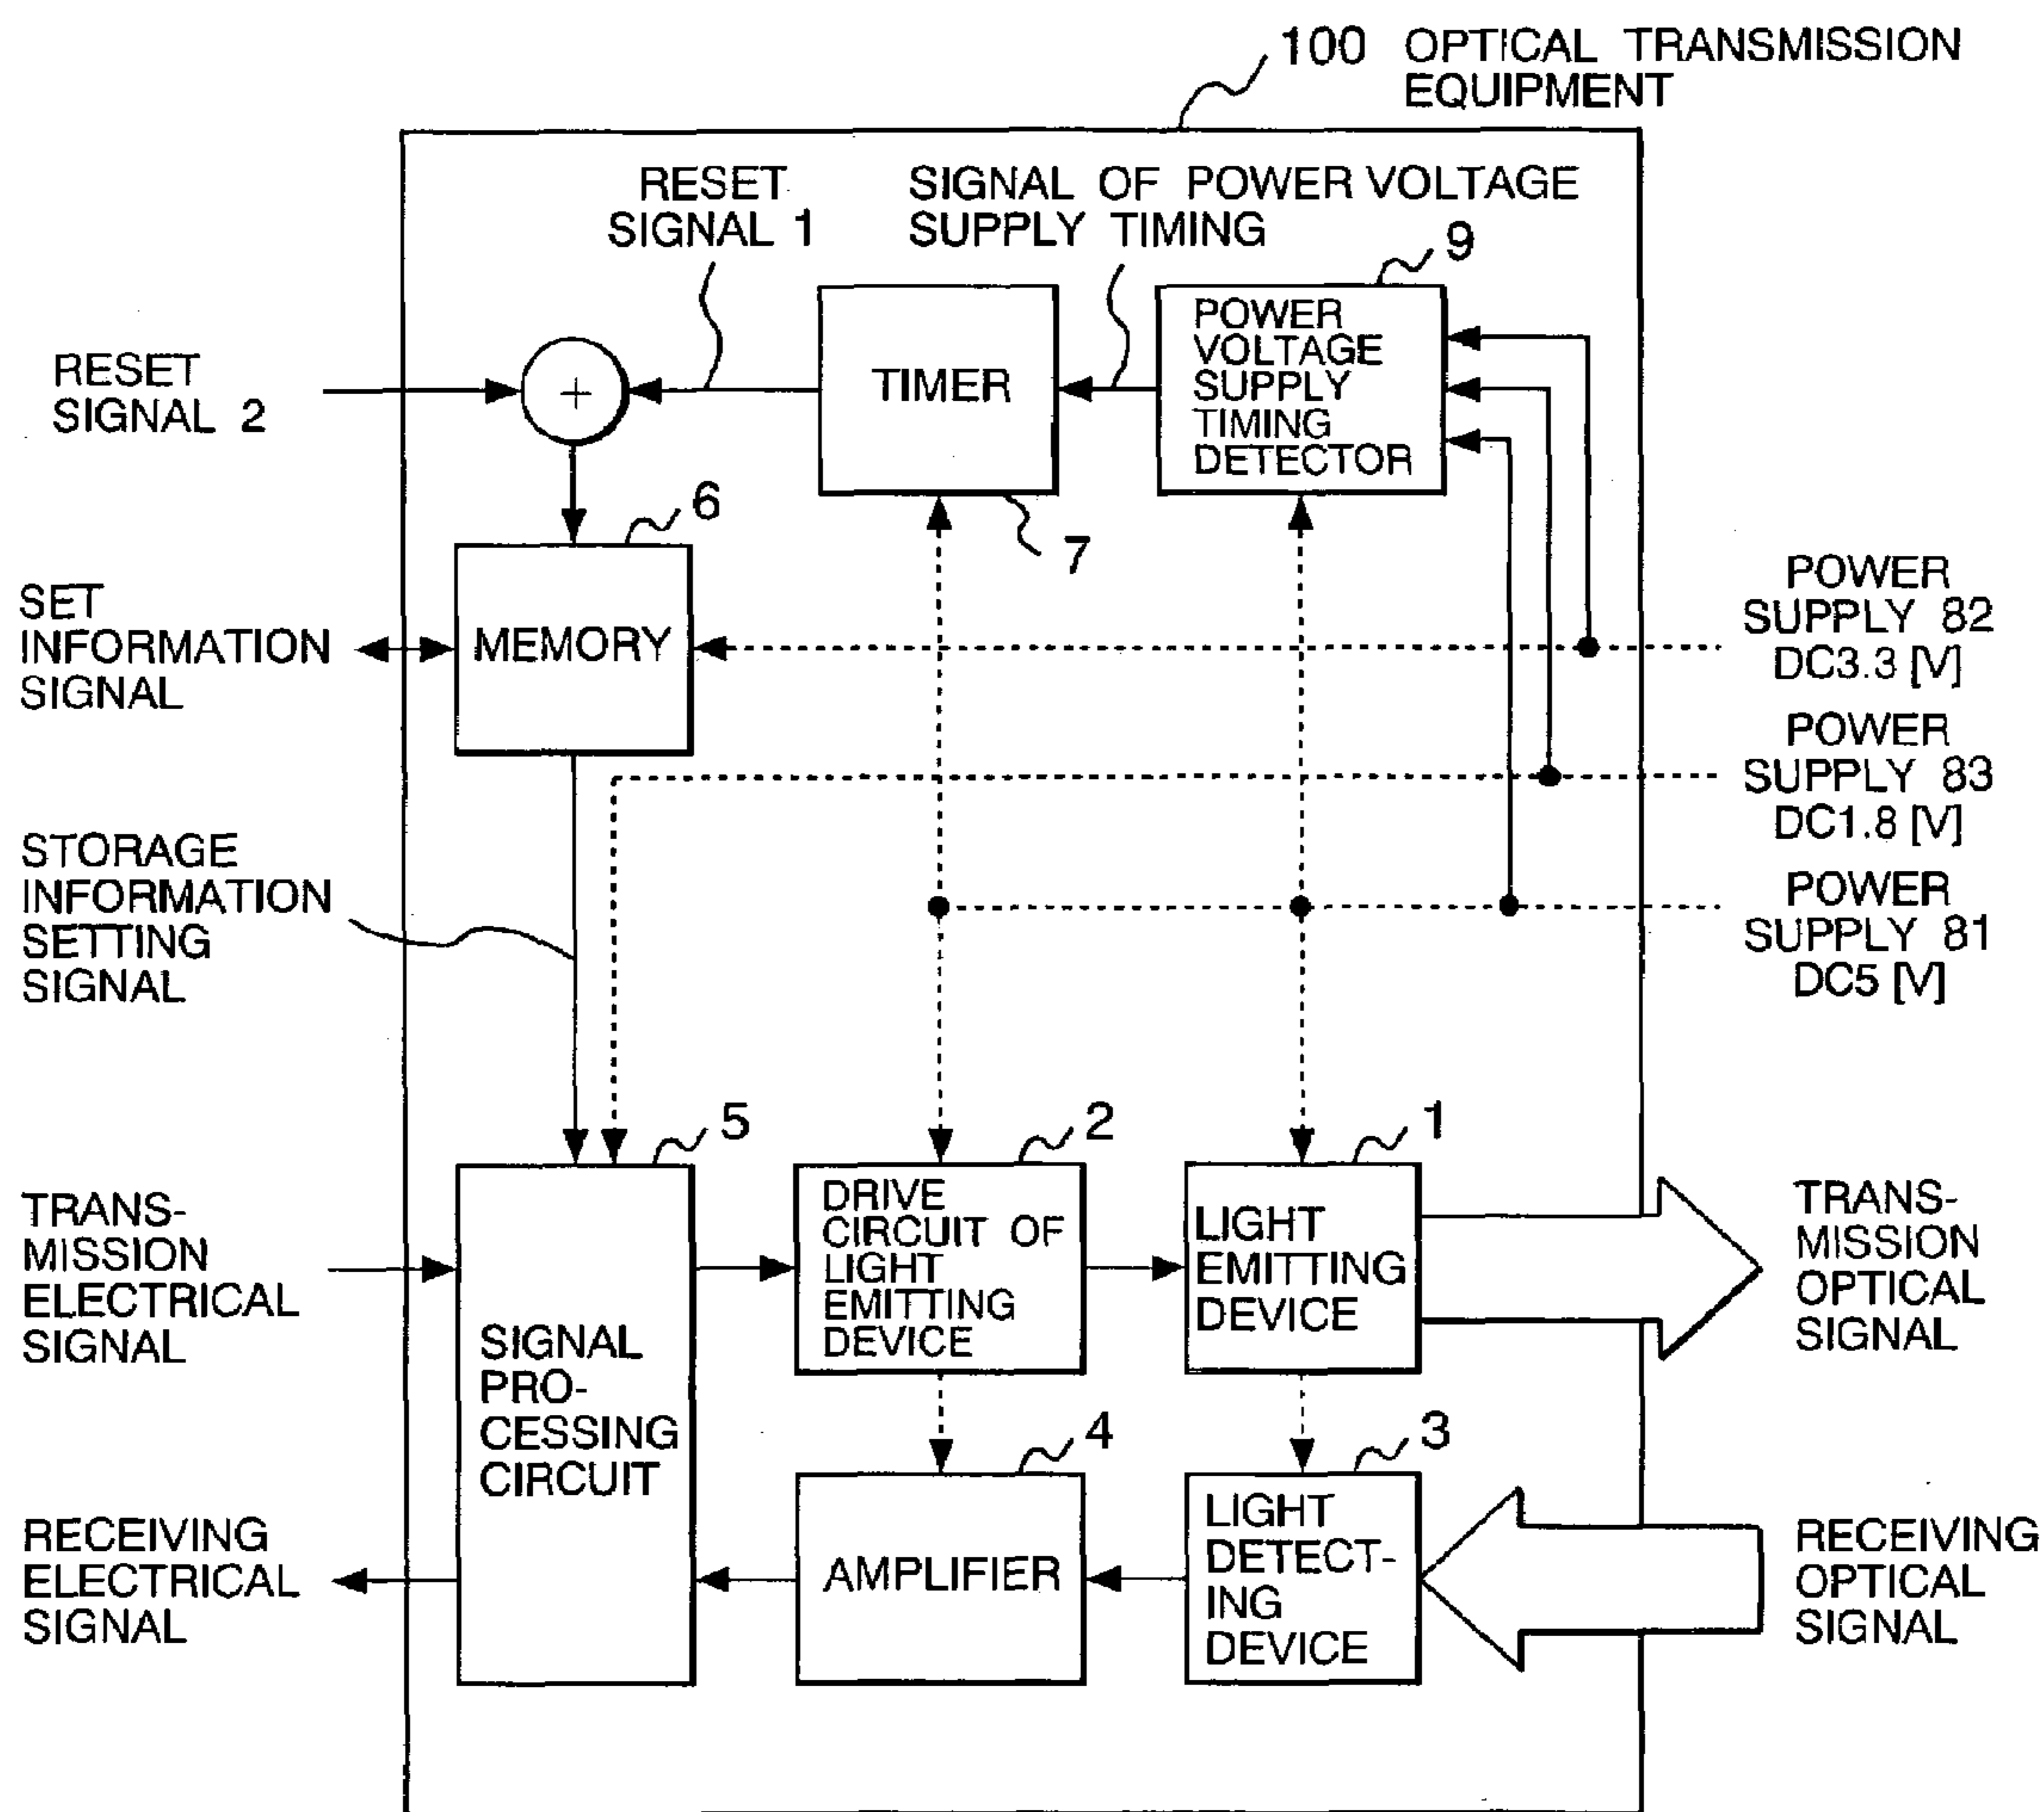 100 OPTICAL TRANSMISSION
EQUIPMENT
RESET
SIGNAL 1
SIGNAL OF POWER VOLTAGE
SUPPLY TIMING
9
RESET
SIGNAL 2
+
TIMER
POWER
VOLTAGE
SUPPLY
TIMING
DETECTOR
6
7
SET
INFORMATION
SIGNAL
MEMORY
POWER
SUPPLY 82
DC3.3 [V]
POWER
SUPPLY 83
DC1.8 [V]
STORAGE
INFORMATION
SETTING
SIGNAL
POWER
SUPPLY 81
DC5 [V]
5
2
1
TRANS-
MISSION
ELECTRICAL
SIGNAL
SIGNAL
PRO-
CESSING
CIRCUIT
DRIVE
CIRCUIT OF
LIGHT
EMITTING
DEVICE
LIGHT
EMITTING
DEVICE
TRANS-
MISSION
OPTICAL
SIGNAL
4
3
RECEIVING
ELECTRICAL
SIGNAL
AMPLIFIER
LIGHT
DETECT-
ING
DEVICE
RECEIVING
OPTICAL
SIGNAL